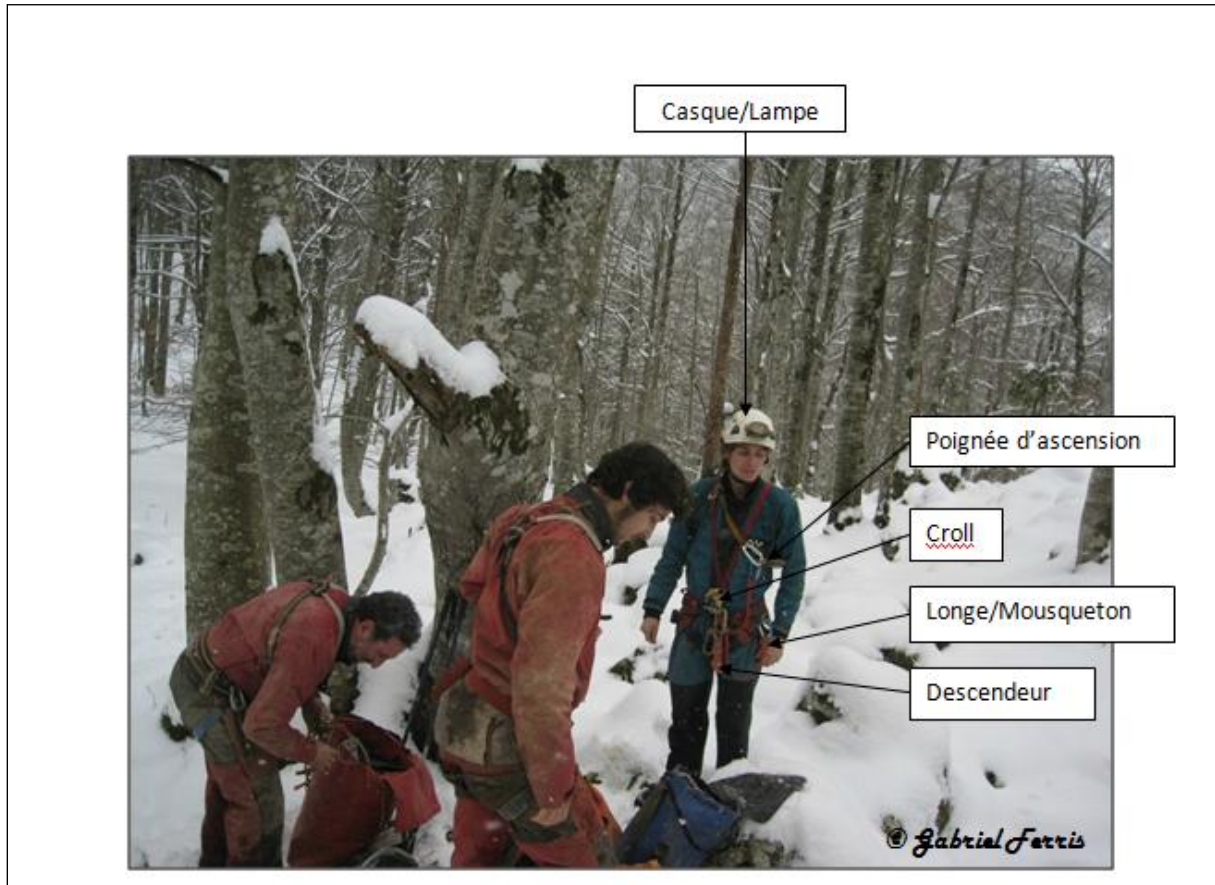 Casque/Lampe
Poignée d’ascension
Croll
Longe/Mousqueton
Descendeur
© Gabriel Ferris